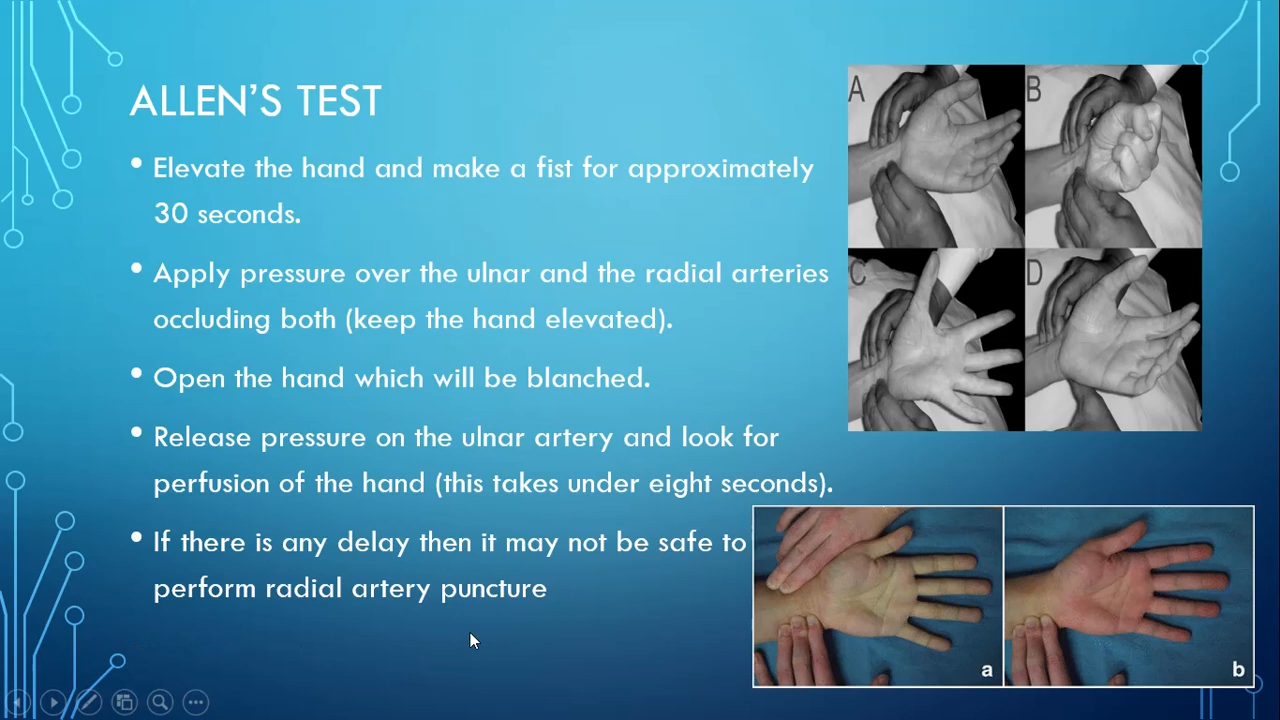 ALLEN'S TEST
• Elevate the hand and make a fist for approximately
30 seconds.
• Apply pressure over the ulnar and the radial arteries
occluding both (keep the hand elevated).
• Open the hand which will be blanched.
• Release pressure on the ulnar artery and look for
perfusion of the hand (this takes under eight seconds).
• If there is any delay then it may not be safe to
perform radial artery puncture
A B
C D
a b